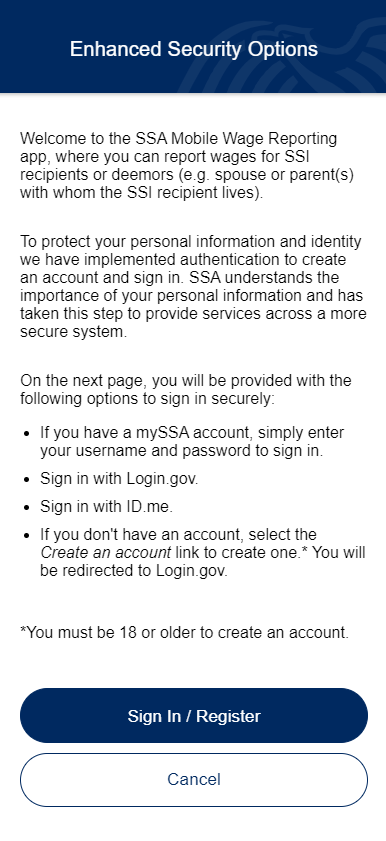 Enhanced Security Options
Welcome to the SSA Mobile Wage Reporting
app, where you can report wages for SSI
recipients or deemors (e.g. spouse or parent(s)
with whom the SSI recipient lives).
To protect your personal information and identity
we have implemented authentication to create
an account and sign in. SSA understands the
importance of your personal information and has
taken this step to provide services across a more
secure system.
On the next page, you will be provided with the
following options to sign in securely:
• If you have a mySSA account, simply enter
your username and password to sign in.
• Sign in with Login.gov.
• Sign in with ID.me.
• If you don't have an account, select the
Create an account link to create one.* You will
be redirected to Login.gov.
*You must be 18 or older to create an account.
Sign In / Register
Cancel